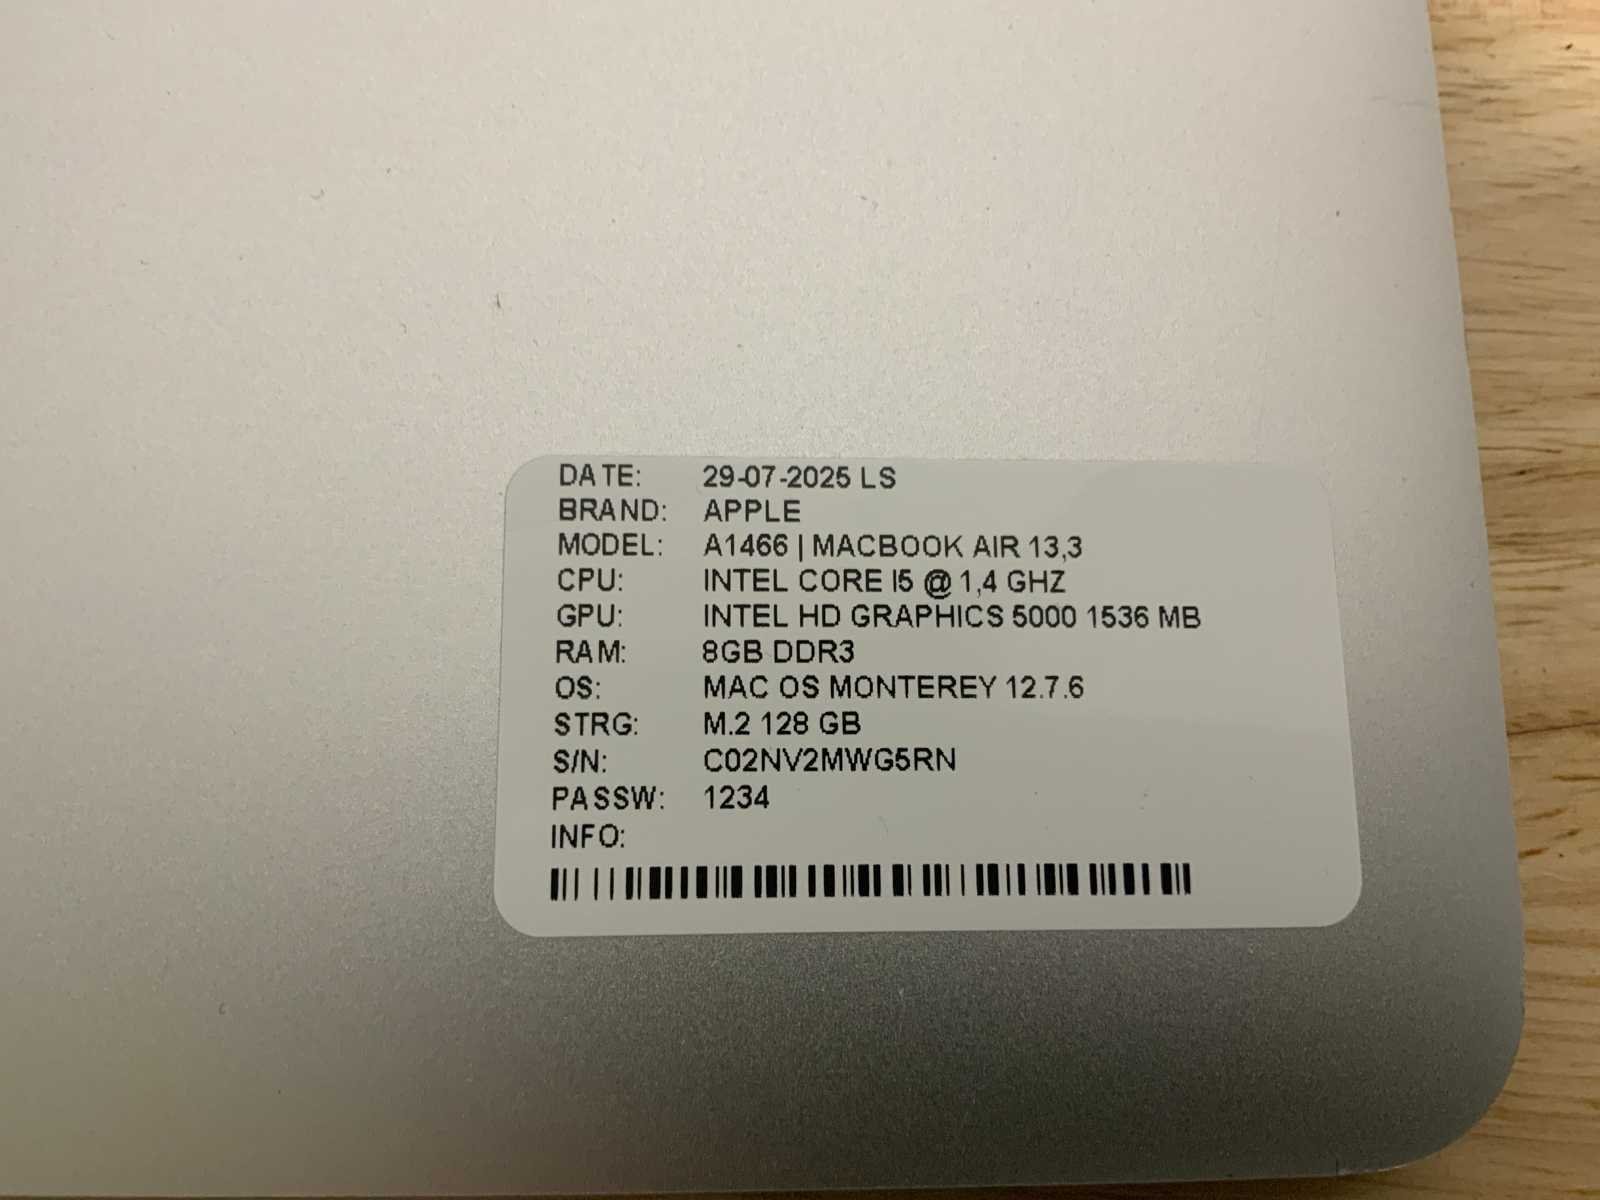 DATE: 29-07-2025 LS
BRAND: APPLE
MODEL: A1466 | MACBOOK AIR 13,3
CPU: INTEL CORE I5 @ 1,4 GHZ
GPU: INTEL HD GRAPHICS 5000 1536 MB
RAM: 8GB DDR3
OS: MAC OS MONTEREY 12.7.6
STRG: M.2 128 GB
S/N: C02NV2MWG5RN
PASSW: 1234
INFO: